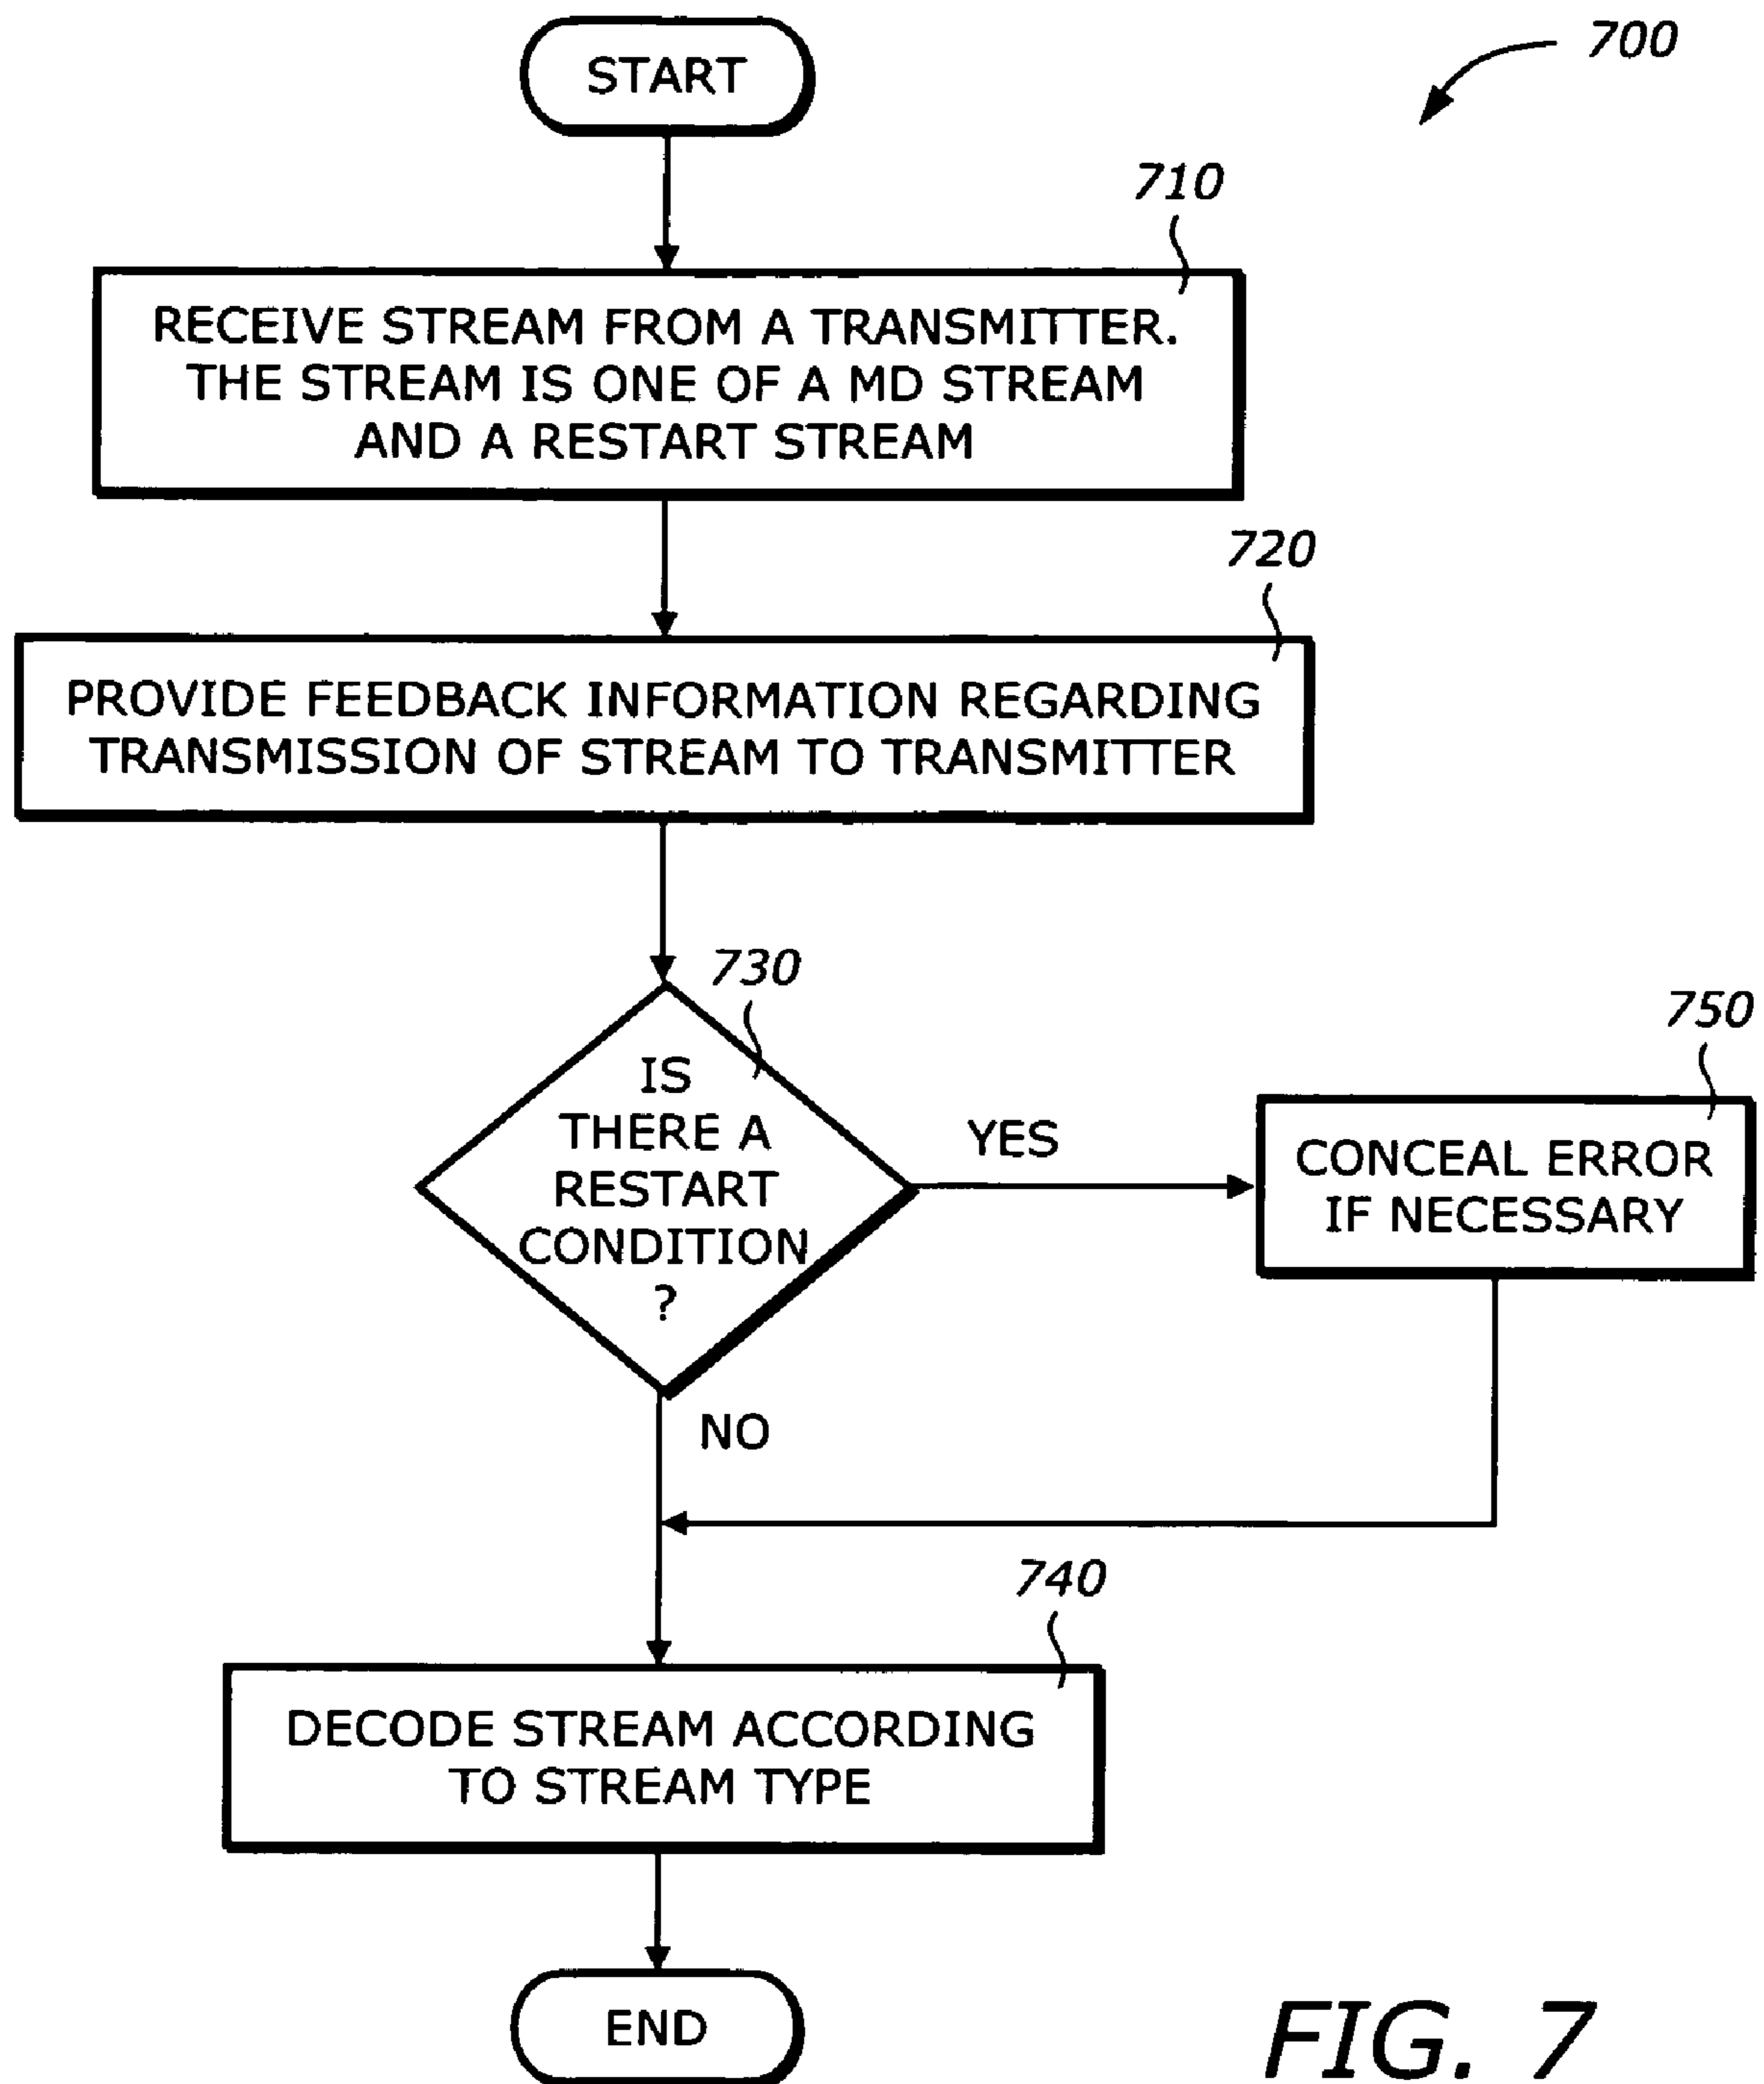 START
700
710
RECEIVE STREAM FROM A TRANSMITTER.
THE STREAM IS ONE OF A MD STREAM
AND A RESTART STREAM
720
PROVIDE FEEDBACK INFORMATION REGARDING
TRANSMISSION OF STREAM TO TRANSMITTER
730
IS
THERE A
RESTART
CONDITION
?
YES
750
CONCEAL ERROR
IF NECESSARY
NO
740
DECODE STREAM ACCORDING
TO STREAM TYPE
END
FIG. 7